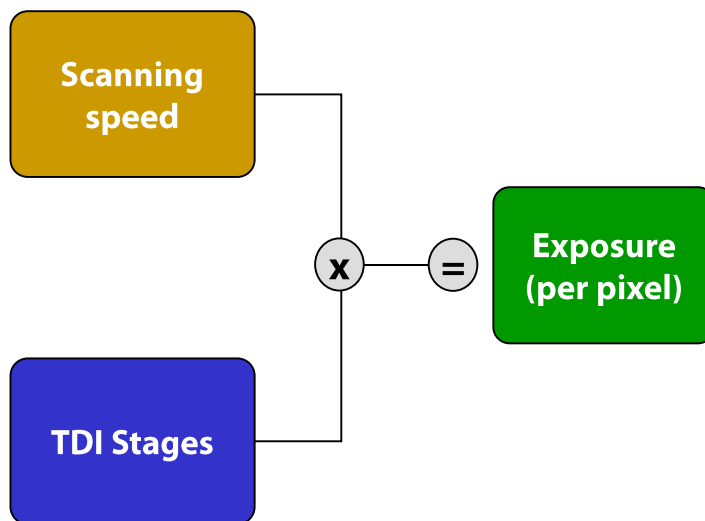 Scanning
speed
x
=
Exposure
(per pixel)
TDI Stages